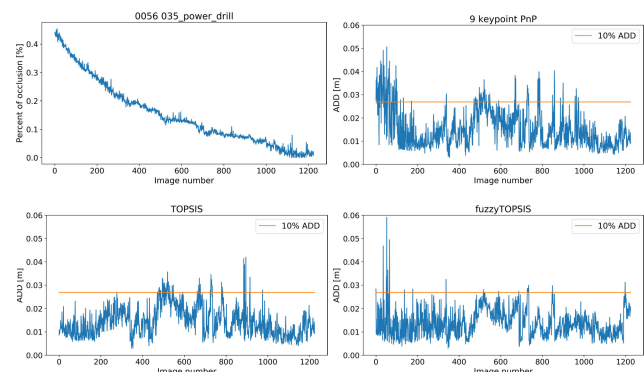 0056 035_power_drill
Percent of occlusion [%]
0.4
0.3
0.2
0.1
0.0
0 200 400 600 800 1000 1200
Image number
9 keypoint PnP
10% ADD
ADD [m]
0.06
0.05
0.04
0.03
0.02
0.01
0.00
0 200 400 600 800 1000 1200
Image number
TOPSIS
10% ADD
ADD [m]
0.06
0.05
0.04
0.03
0.02
0.01
0.00
0 200 400 600 800 1000 1200
Image number
fuzzyTOPSIS
10% ADD
ADD [m]
0.06
0.05
0.04
0.03
0.02
0.01
0.00
0 200 400 600 800 1000 1200
Image number